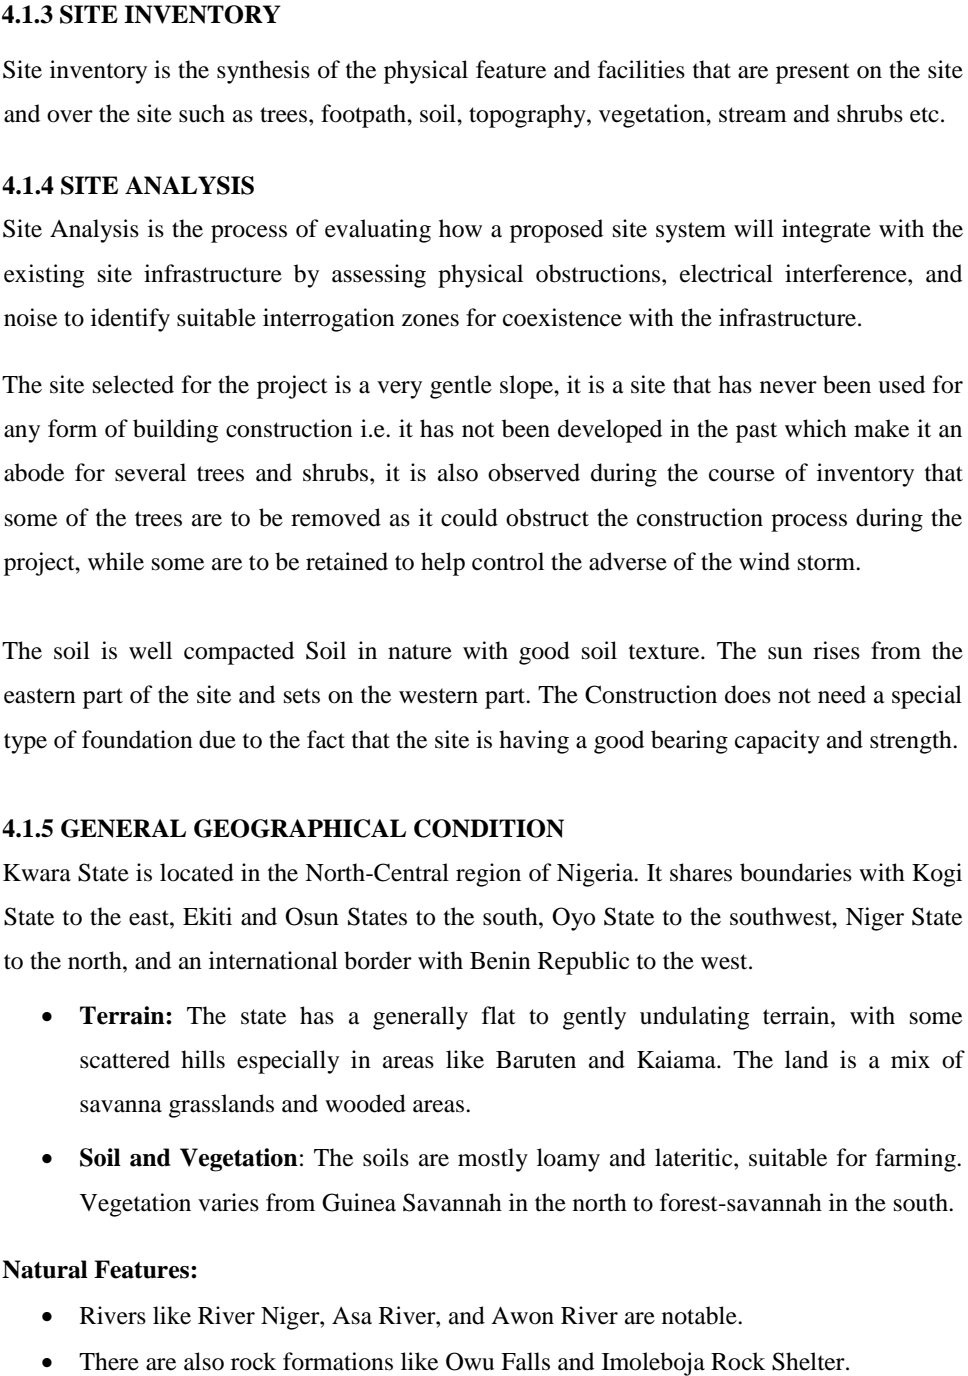 4.1.3 SITE INVENTORY
Site inventory is the synthesis of the physical feature and facilities that are present on the site
and over the site such as trees, footpath, soil, topography, vegetation, stream and shrubs etc.
4.1.4 SITE ANALYSIS
Site Analysis is the process of evaluating how a proposed site system will integrate with the
existing site infrastructure by assessing physical obstructions, electrical interference, and
noise to identify suitable interrogation zones for coexistence with the infrastructure.
The site selected for the project is a very gentle slope, it is a site that has never been used for
any form of building construction i.e. it has not been developed in the past which make it an
abode for several trees and shrubs, it is also observed during the course of inventory that
some of the trees are to be removed as it could obstruct the construction process during the
project, while some are to be retained to help control the adverse of the wind storm.
The soil is well compacted Soil in nature with good soil texture. The sun rises from the
eastern part of the site and sets on the western part. The Construction does not need a special
type of foundation due to the fact that the site is having a good bearing capacity and strength.
4.1.5 GENERAL GEOGRAPHICAL CONDITION
Kwara State is located in the North-Central region of Nigeria. It shares boundaries with Kogi
State to the east, Ekiti and Osun States to the south, Oyo State to the southwest, Niger State
to the north, and an international border with Benin Republic to the west.
• Terrain: The state has a generally flat to gently undulating terrain, with some
scattered hills especially in areas like Baruten and Kaiama. The land is a mix of
savanna grasslands and wooded areas.
• Soil and Vegetation: The soils are mostly loamy and lateritic, suitable for farming.
Vegetation varies from Guinea Savannah in the north to forest-savannah in the south.
Natural Features:
• Rivers like River Niger, Asa River, and Awon River are notable.
• There are also rock formations like Owu Falls and Imoleboja Rock Shelter.